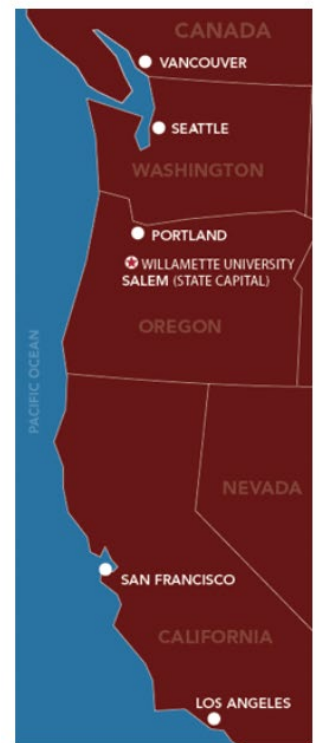 CANADA
VANCOUVER
SEATTLE
WASHINGTON
PORTLAND
WILLAMETTE UNIVERSITY
SALEM (STATE CAPITAL)
OREGON
PACIFIC OCEAN
NEVADA
SAN FRANCISCO
CALIFORNIA
LOS ANGELES